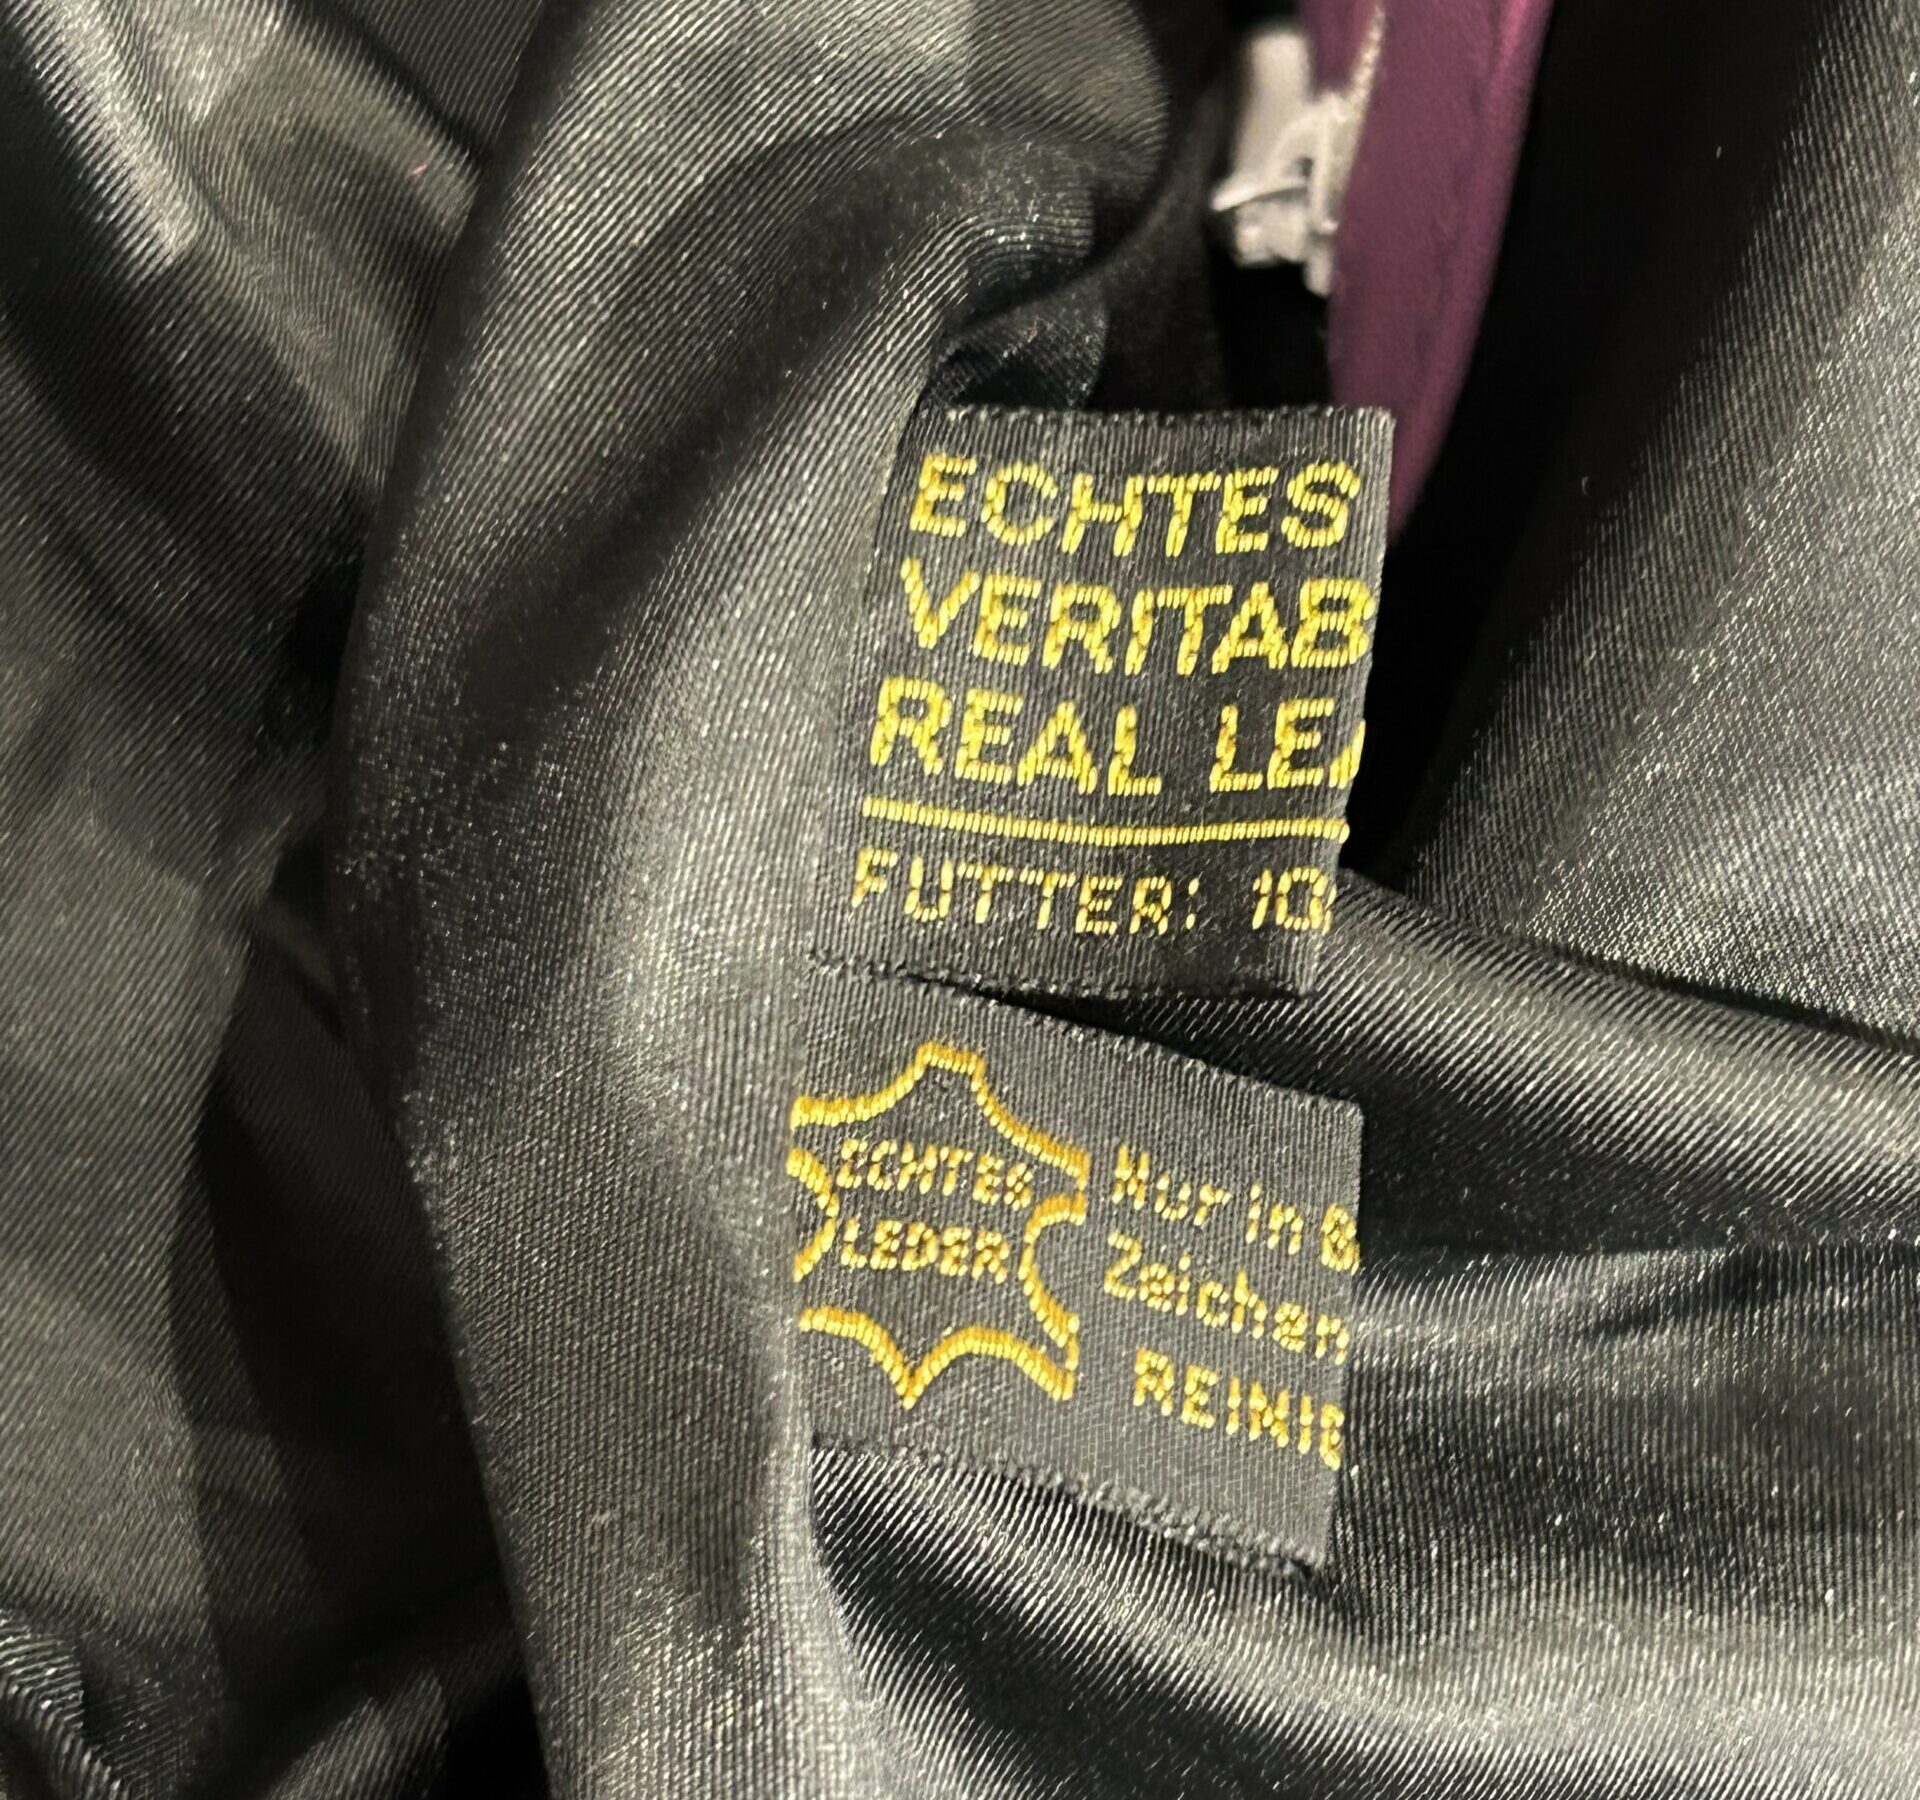 ECHTES
VERITAB
REAL LEA
FUTTER: 10
ECHTES
LEDER
Nur in
Zeichen
REINIG